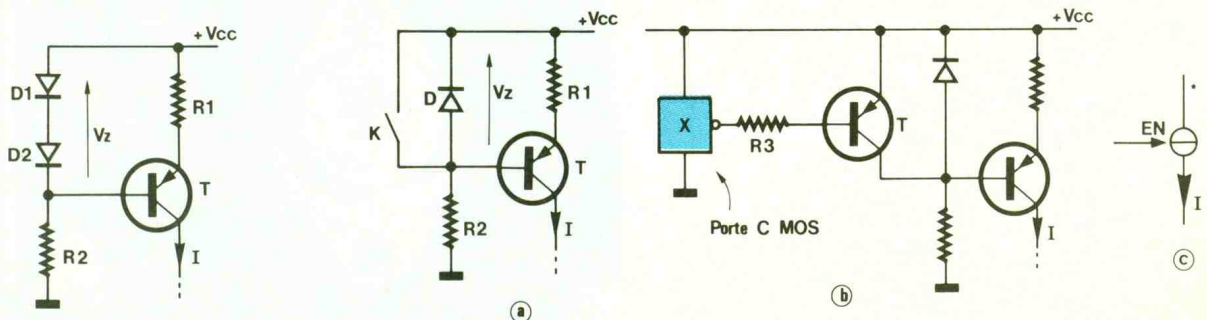 +Vcc
D1
D2
Vz
R1
T
R2
I
+Vcc
K
D
Vz
R1
T
R2
I
a
+Vcc
X
R3
T
Porte C MOS
I
b
EN
I
c